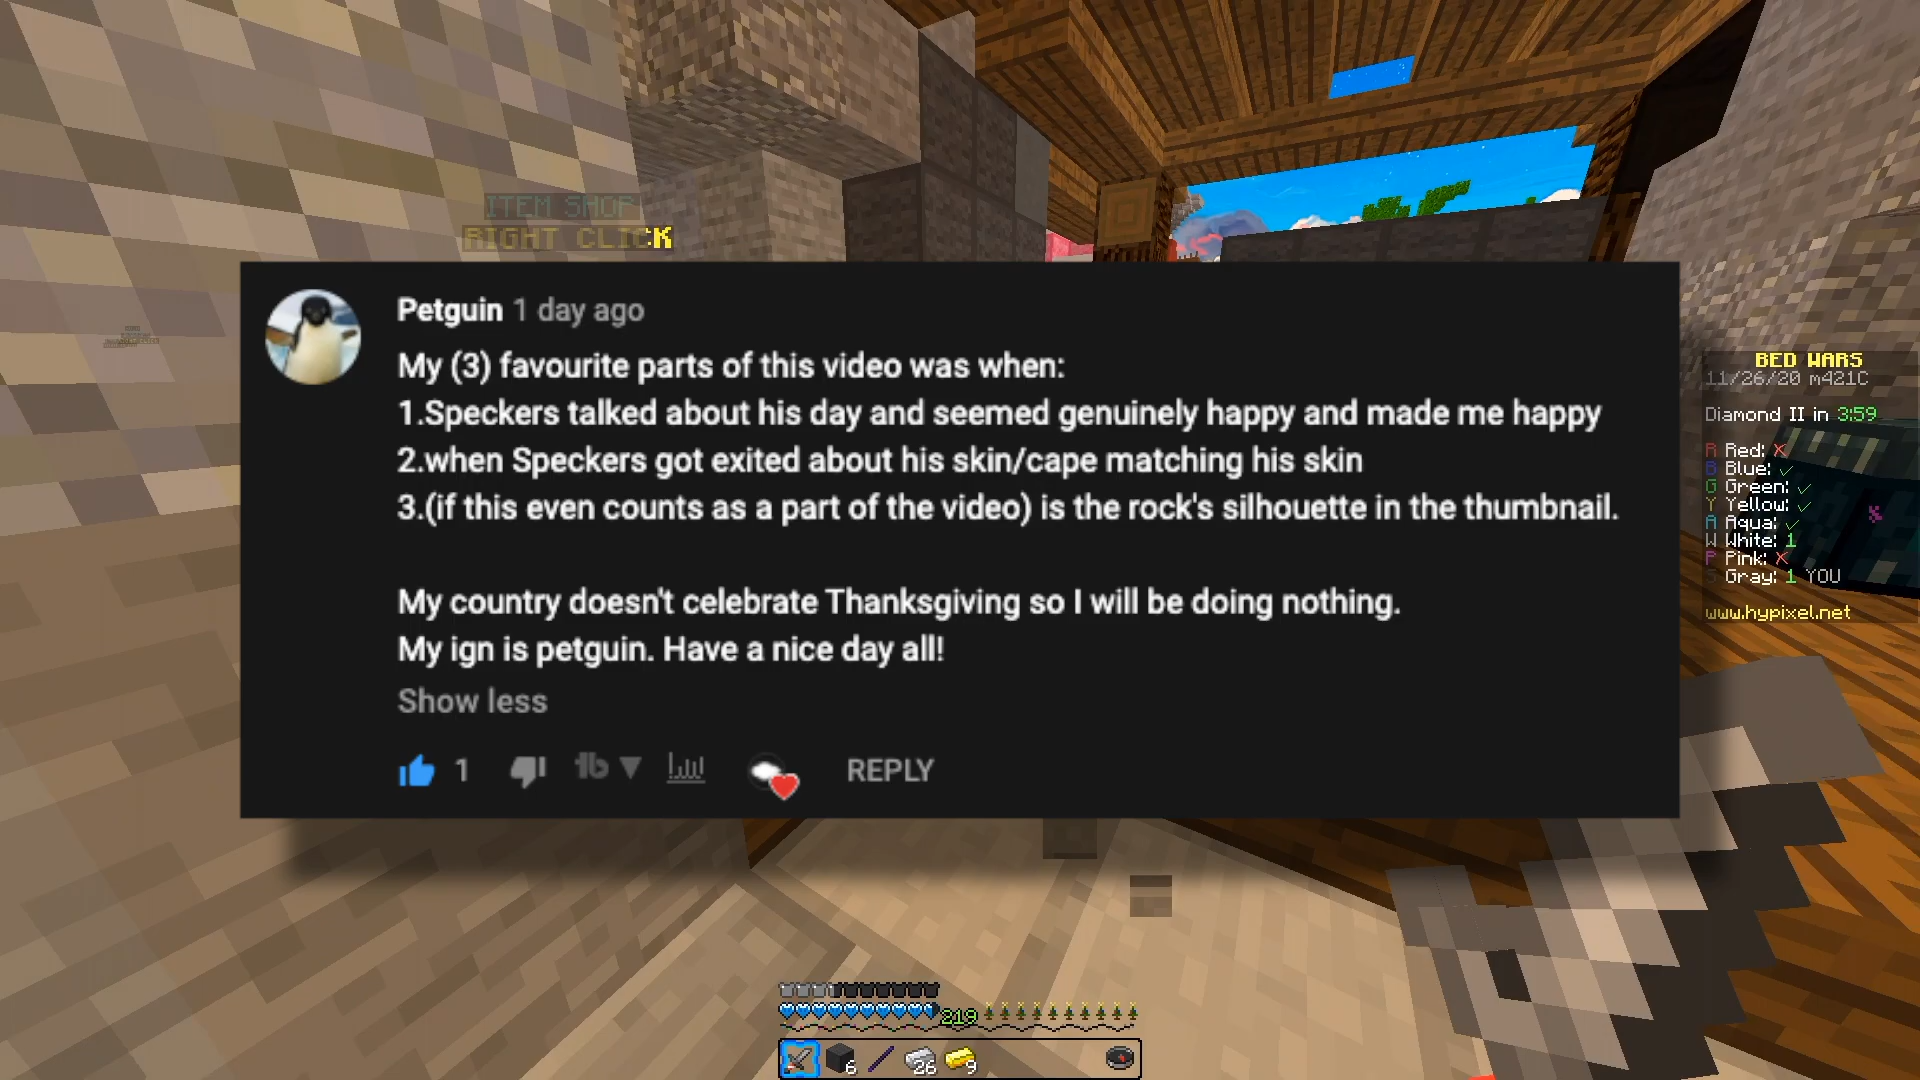 ITEM SHOP
RIGHT CLICK
Petguin 1 day ago
My (3) favourite parts of this video was when:
1.Speckers talked about his day and seemed genuinely happy and made me happy
2.when Speckers got exited about his skin/cape matching his skin
3.(if this even counts as a part of the video) is the rock's silhouette in the thumbnail.
My country doesn't celebrate Thanksgiving so I will be doing nothing.
My ign is petguin. Have a nice day all!
Show less
1
REPLY
BED WARS
11/26/20 m421C
Diamond II in 3:59
R Red: ✗
B Blue: ✓
G Green: ✓
Y Yellow: ✓
A Aqua: ✓
W White: 1
P Pink: ✗
S Gray: 1 YOU
www.hypixel.net
219
6
26
9